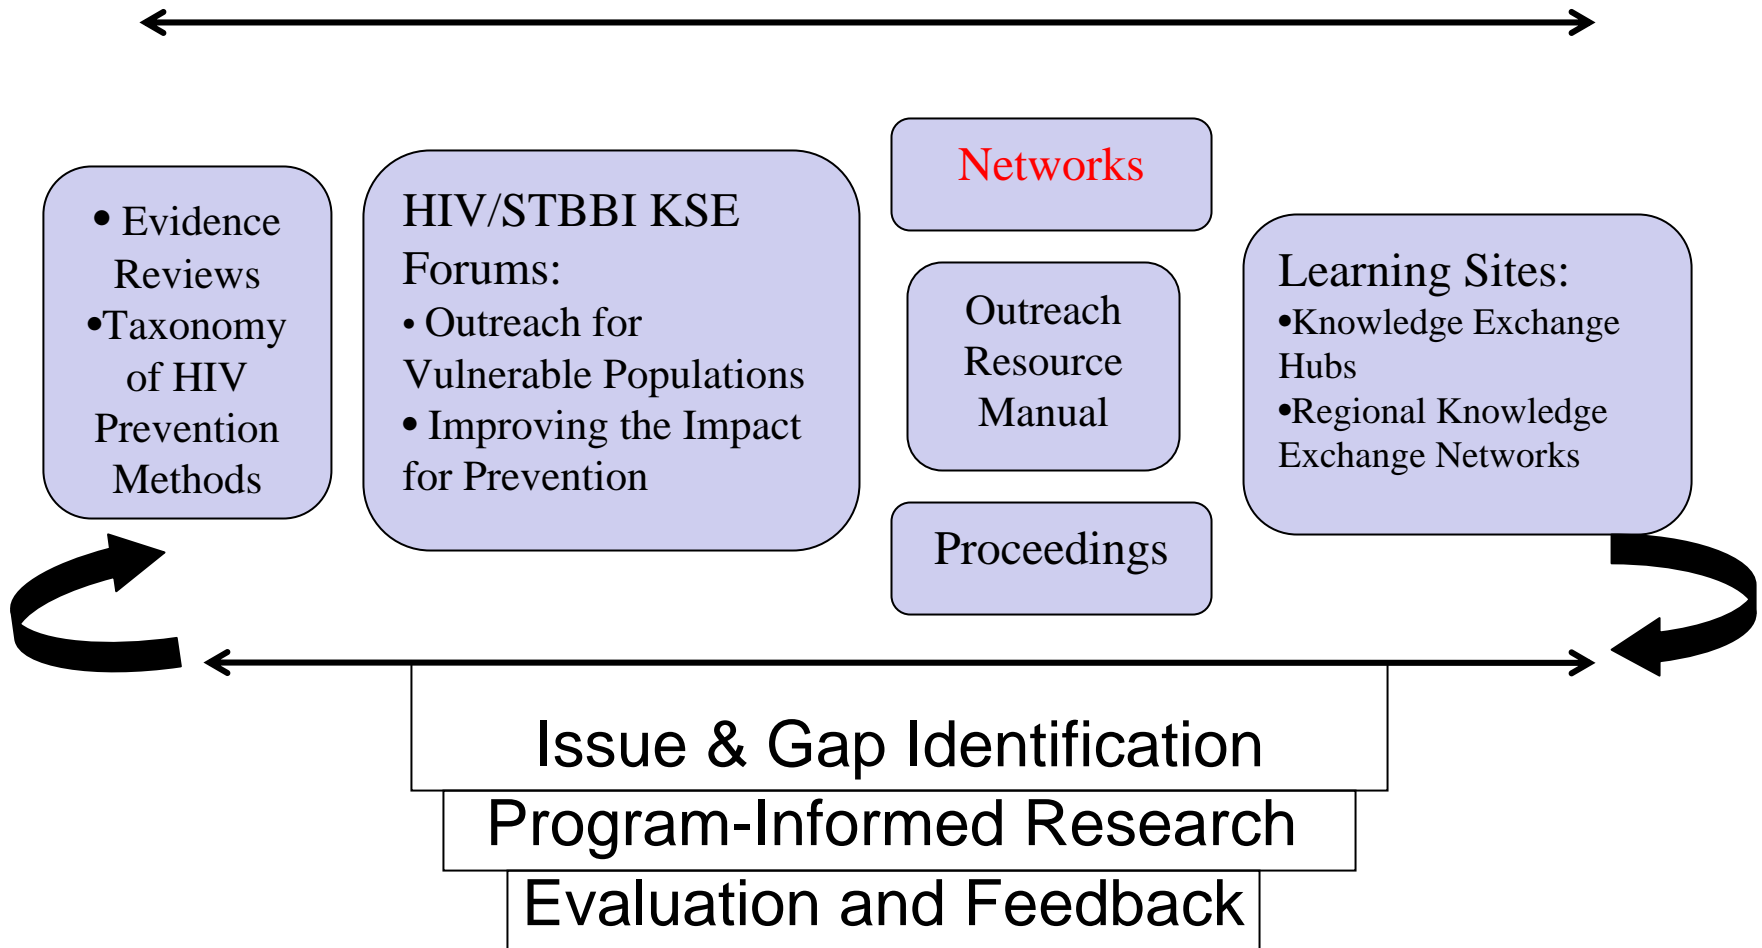 • Evidence
Reviews
•Taxonomy
of HIV
Prevention
Methods
HIV/STBBI KSE
Forums:
• Outreach for
Vulnerable Populations
• Improving the Impact
for Prevention
Networks
Outreach
Resource
Manual
Proceedings
Learning Sites:
•Knowledge Exchange
Hubs
•Regional Knowledge
Exchange Networks
Issue & Gap Identification
Program-Informed Research
Evaluation and Feedback